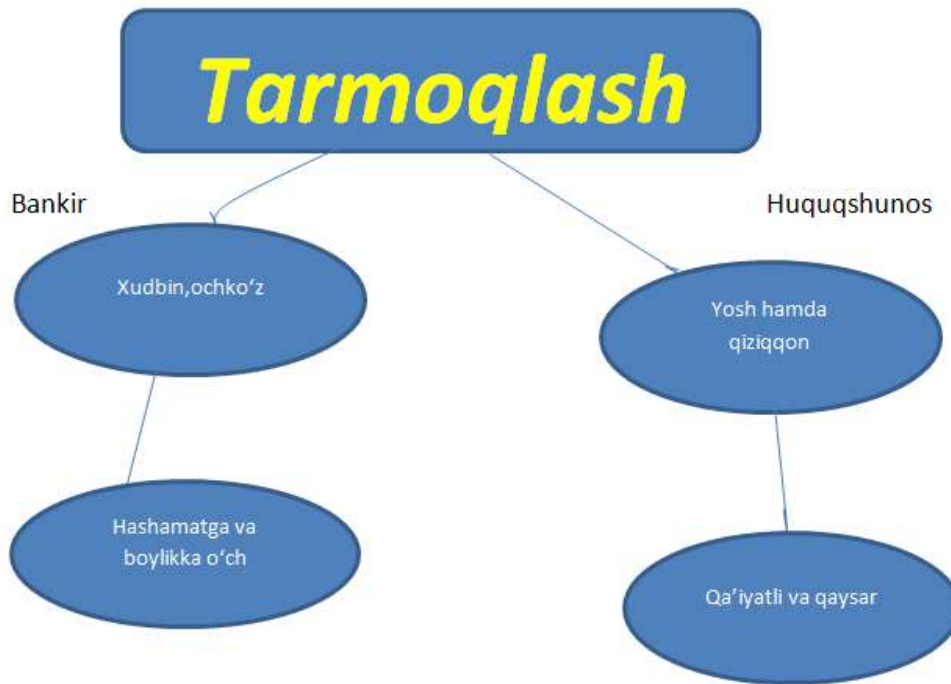 Tarmoqlash
Bankir
Huquqshunos
Xudbin,ochko‘z
Yosh hamda
qiziqqon
Hashamatga va
boylikka o‘ch
Qa’iyatli va qaysar